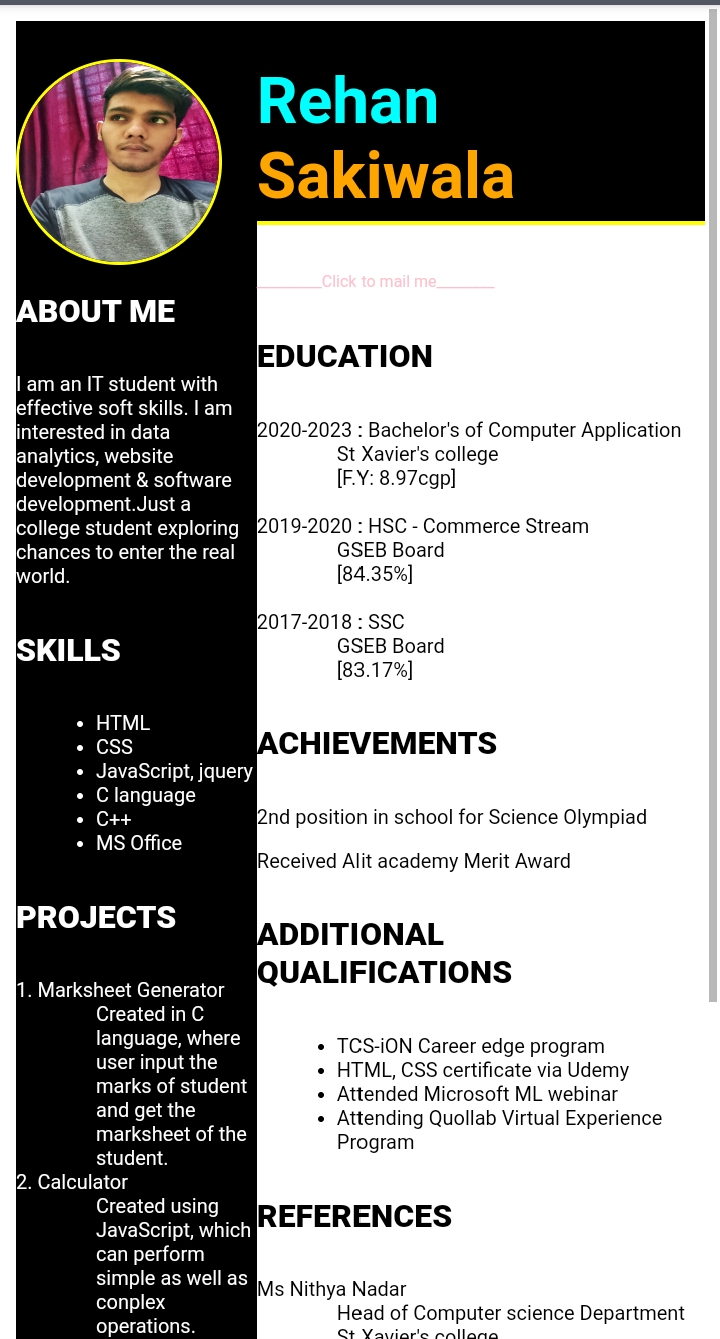 Rehan
Sakiwala
ABOUT ME
I am an IT student with
effective soft skills. I am
interested in data
analytics, website
development & software
development.Just a
college student exploring
chances to enter the real
world.
SKILLS
• HTML
• CSS
• JavaScript, jquery
• C language
• C++
• MS Office
PROJECTS
1. Marksheet Generator
Created in C
language, where
user input the
marks of student
and get the
marksheet of the
student.
2. Calculator
Created using
JavaScript, which
can perform
simple as well as
conplex
operations.
________Click to mail me_______
EDUCATION
2020-2023 : Bachelor's of Computer Application
St Xavier's college
[F.Y: 8.97cgp]
2019-2020 : HSC - Commerce Stream
GSEB Board
[84.35%]
2017-2018 : SSC
GSEB Board
[83.17%]
ACHIEVEMENTS
2nd position in school for Science Olympiad
Received Alit academy Merit Award
ADDITIONAL
QUALIFICATIONS
• TCS-iON Career edge program
• HTML, CSS certificate via Udemy
• Attended Microsoft ML webinar
• Attending Quollab Virtual Experience
Program
REFERENCES
Ms Nithya Nadar
Head of Computer science Department
St Xavier's college